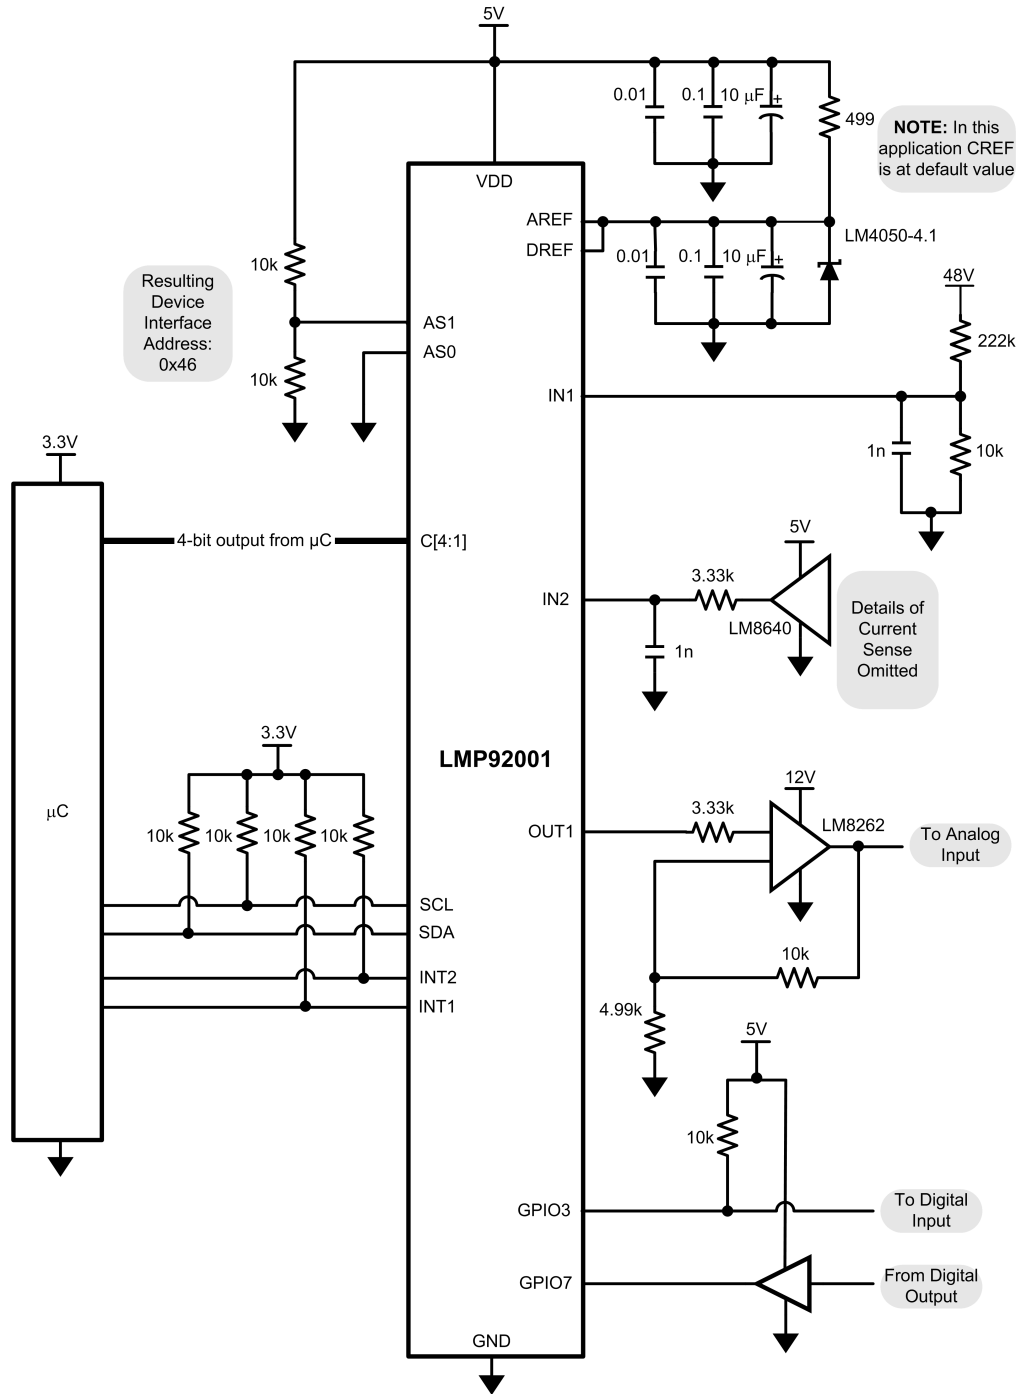 5V
0.01
0.1
10 μF
+
499
NOTE: In this
application CREF
is at default value
VDD
AREF
DREF
0.01
0.1
10 μF
+
LM4050-4.1
10k
Resulting
Device
Interface
Address:
0x46
AS1
AS0
10k
48V
222k
IN1
1n
10k
3.3V
4-bit output from µC
C[4:1]
5V
3.33k
IN2
LM8640
1n
Details of
Current
Sense
Omitted
3.3V
LMP92001
μC
10k
10k
10k
10k
12V
3.33k
OUT1
LM8262
To Analog
Input
SCL
SDA
INT2
INT1
10k
4.99k
5V
10k
GPIO3
To Digital
Input
GPIO7
From Digital
Output
GND